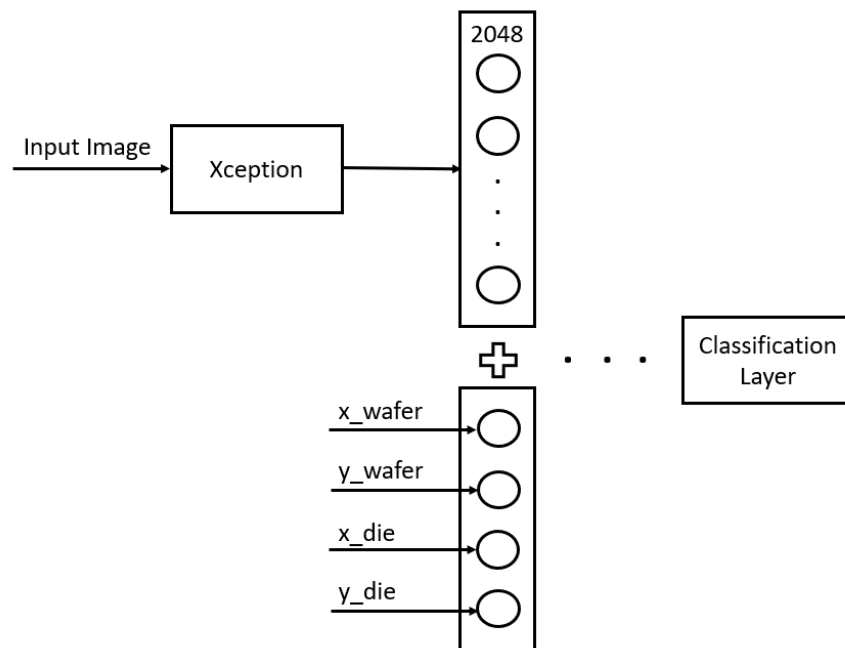 2048
Input Image
Xception
Classification
Layer
x_wafer
y_wafer
x_die
y_die